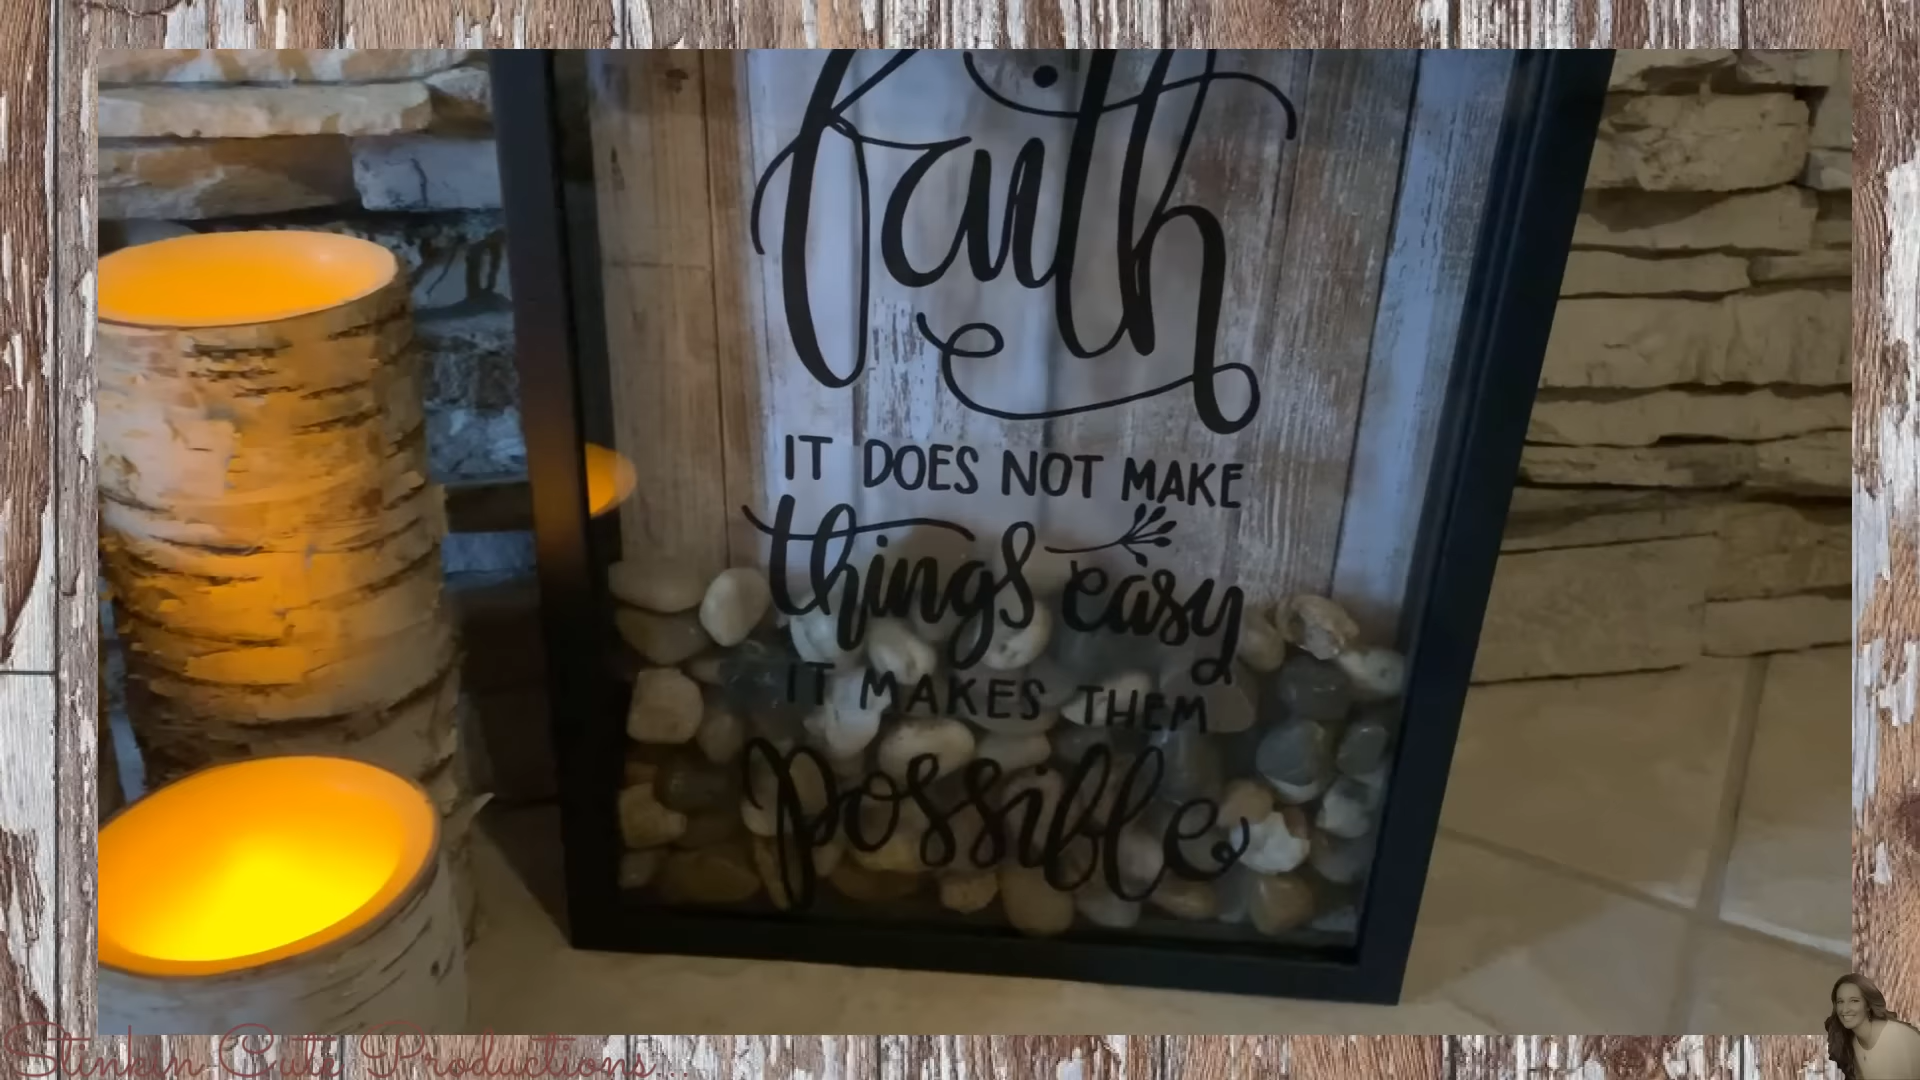 faith
IT DOES NOT MAKE
things easy
IT MAKES THEM
possible
Stinkin Cute Productions...